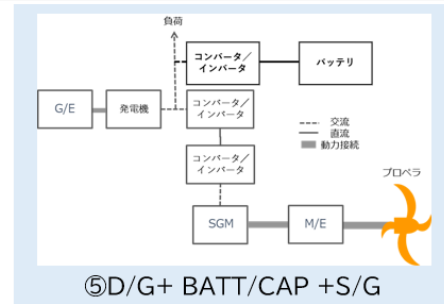 負荷
コンバータ／
インバータ
バッテリ
G/E
発電機
コンバータ／
インバータ
交流
直流
動力接続
コンバータ／
インバータ
プロペラ
SGM
M/E
⑤D/G+ BATT/CAP +S/G